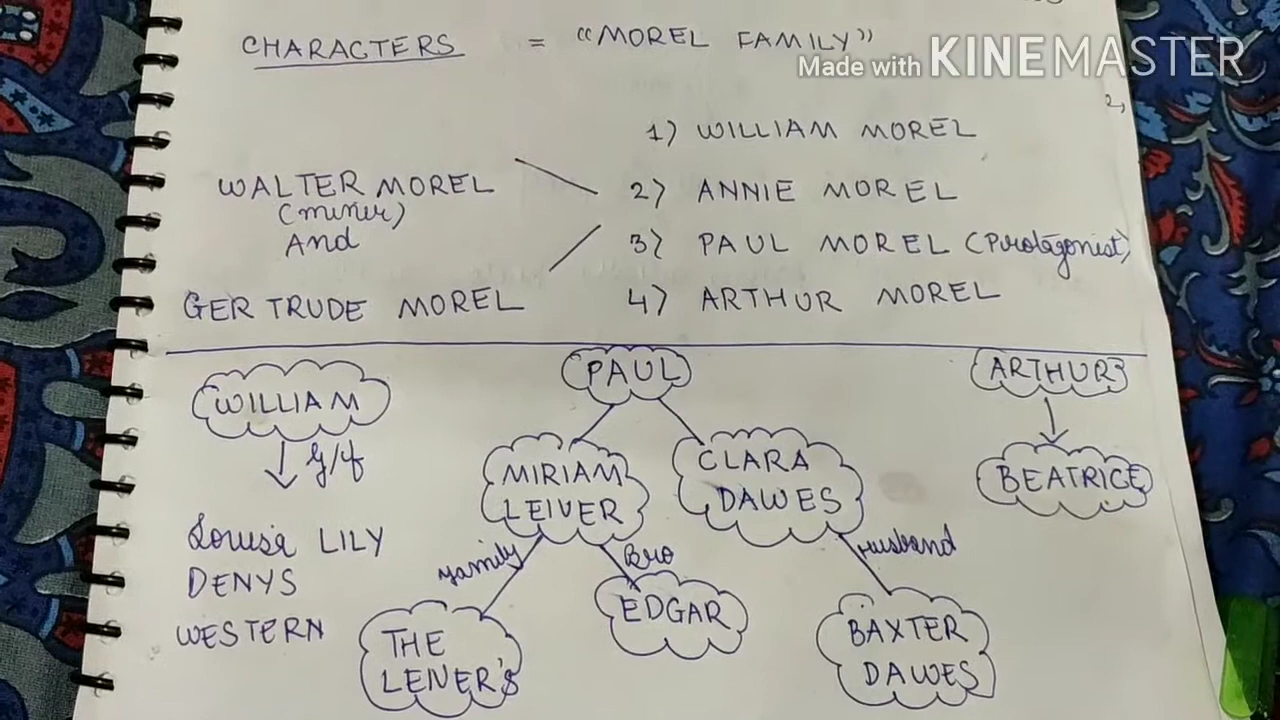 CHARACTERS = "MOREL FAMILY"
Made with KINEMASTER
1) WILLIAM MOREL
WALTER MOREL
(miner)
And
GERTRUDE MOREL
2) ANNIE MOREL
3) PAUL MOREL (Protagonist)
4) ARTHUR MOREL
WILLIAM
g/f
Louisa LILY
DENYS
WESTERN
PAUL
MIRIAM
LEIVER
family
Bro
THE
LEIVER'S
EDGAR
CLARA
DAWES
Husband
BAXTER
DAWES
ARTHUR
BEATRICE